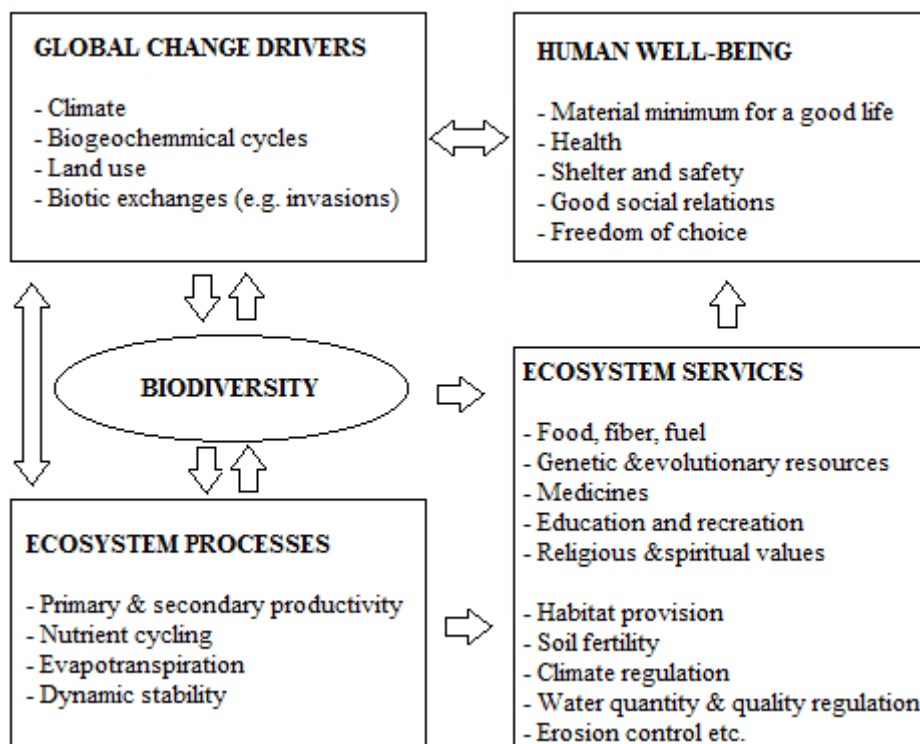 GLOBAL CHANGE DRIVERS
- Climate
- Biogeochemmical cycles
- Land use
- Biotic exchanges (e.g. invasions)
HUMAN WELL-BEING
- Material minimum for a good life
- Health
- Shelter and safety
- Good social relations
- Freedom of choice
BIODIVERSITY
ECOSYSTEM SERVICES
- Food, fiber, fuel
- Genetic &evolutionary resources
- Medicines
- Education and recreation
- Religious &spiritual values
- Habitat provision
- Soil fertility
- Climate regulation
- Water quantity & quality regulation
- Erosion control etc.
ECOSYSTEM PROCESSES
- Primary & secondary productivity
- Nutrient cycling
- Evapotranspiration
- Dynamic stability